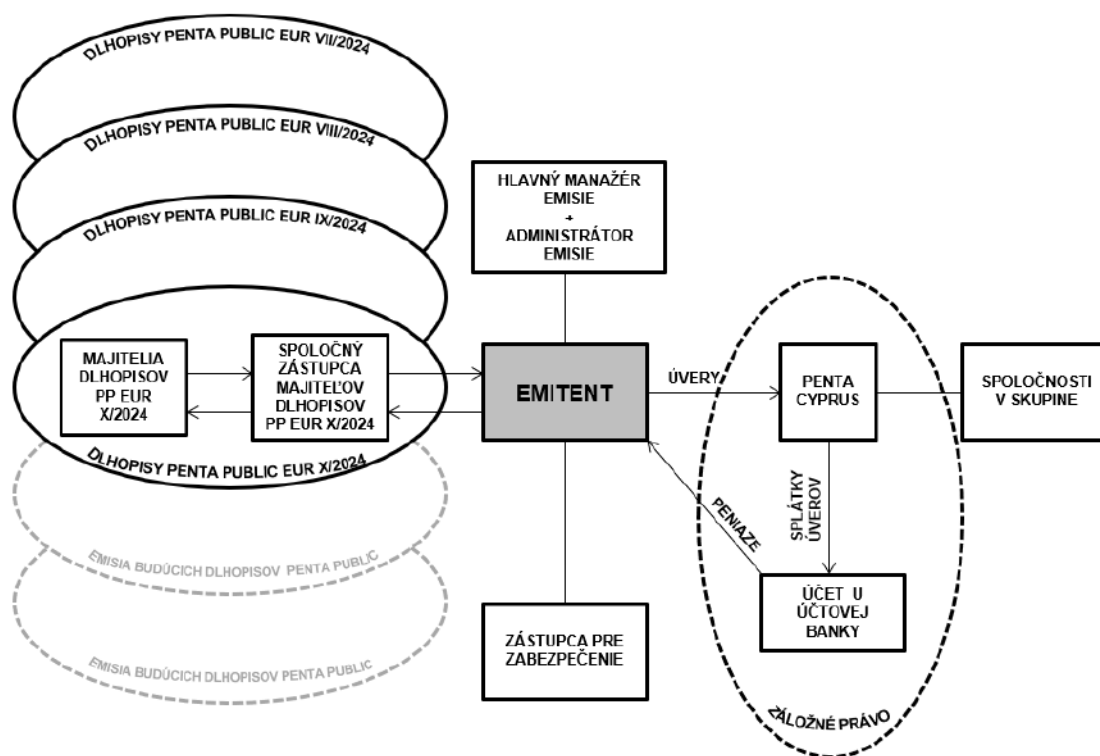 DLHOPISY PENTA PUBLIC EUR VII/2024
DLHOPISY PENTA PUBLIC EUR VIII/2024
DLHOPISY PENTA PUBLIC EUR IX/2024
MAJITELIA
DLHOPISOV
PP EUR
X/2024
SPOLOČNÝ
ZÁSTUPCA
MAJITEĽOV
DLHOPISOV
PP EUR X/2024
DLHOPISY PENTA PUBLIC EUR X/2024
EMISIA BUDÚCICH DLHOPISOV PENTA PUBLIC
EMISIA BUDÚCICH DLHOPISOV PENTA PUBLIC
HLAVNÝ MANAŽÉR
EMISIE
+
ADMINISTRÁTOR
EMISIE
EMITENT
ZÁSTUPCA PRE
ZABEZPEČENIE
ÚVERY
PENTA
CYPRUS
SPOLOČNOSTI
V SKUPINE
SPLÁTKY
ÚVEROV
PENIAZE
ÚČET U
ÚČTOVEJ
BANKY
ZÁLOŽNÉ PRÁVO